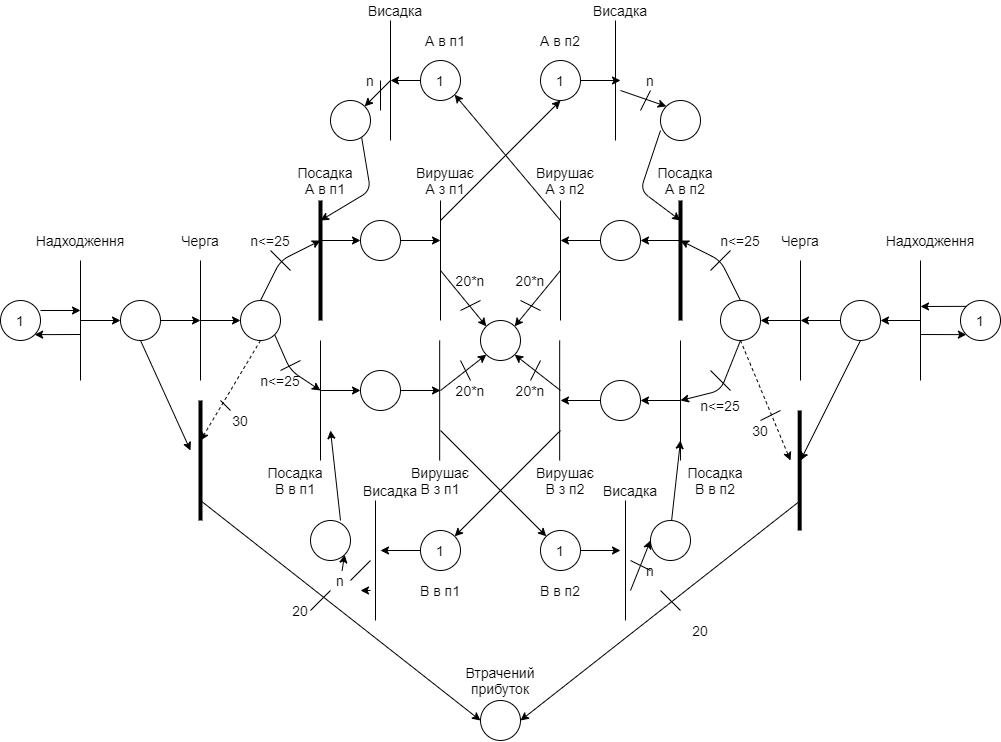 Висадка
Висадка
А в п1
А в п2
n
1
1
n
Посадка
А в п1
Вирушає
А з п1
Вирушає
А з п2
Посадка
А в п2
Надходження
Черга
n<=25
n<=25
Черга
Надходження
20*n
20*n
1
1
n<=25
20*n
20*n
n<=25
30
30
Посадка
В в п1
Вирушає
В з п1
Вирушає
В з п2
Посадка
В в п2
Висадка
Висадка
1
1
n
n
В в п1
В в п2
20
20
Втрачений
прибуток